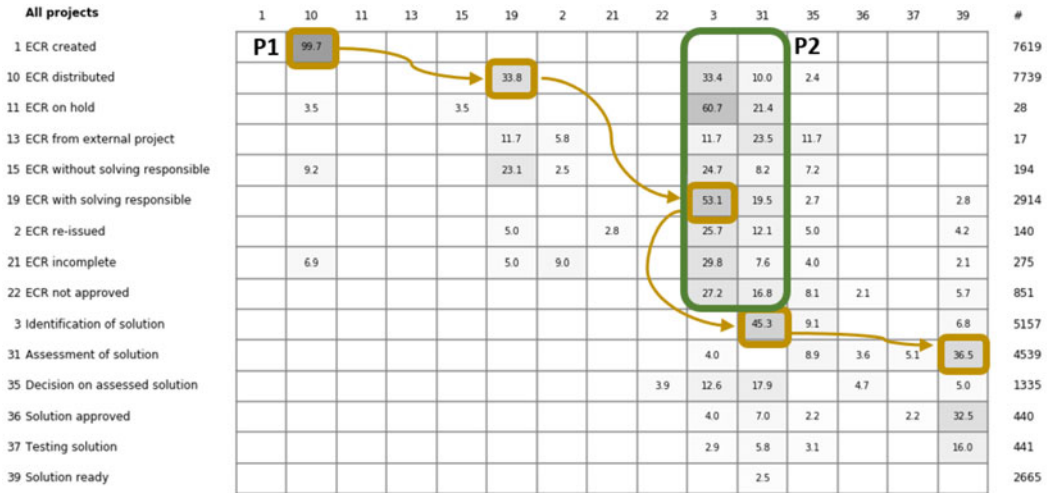 All projects 1 10 11 13 15 19 2 21 22 3 31 35 36 37 39 #
1 ECR created P1 99.7 P2 7619
10 ECR distributed 33.8 33.4 10.0 2.4 7739
11 ECR on hold 3.5 3.5 60.7 21.4 28
13 ECR from external project 11.7 5.8 11.7 23.5 11.7 17
15 ECR without solving responsible 9.2 23.1 2.5 24.7 8.2 7.2 194
19 ECR with solving responsible 53.1 19.5 2.7 2.8 2914
2 ECR re-issued 5.0 2.8 25.7 12.1 5.0 4.2 140
21 ECR incomplete 6.9 5.0 9.0 29.8 7.6 4.0 2.1 275
22 ECR not approved 27.2 16.8 8.1 2.1 5.7 851
3 Identification of solution 45.3 9.1 6.8 5157
31 Assessment of solution 4.0 8.9 3.6 5.1 36.5 4539
35 Decision on assessed solution 3.9 12.6 17.9 4.7 5.0 1335
36 Solution approved 4.0 7.0 2.2 2.2 32.5 440
37 Testing solution 2.9 5.8 3.1 16.0 441
39 Solution ready 2.5 2665